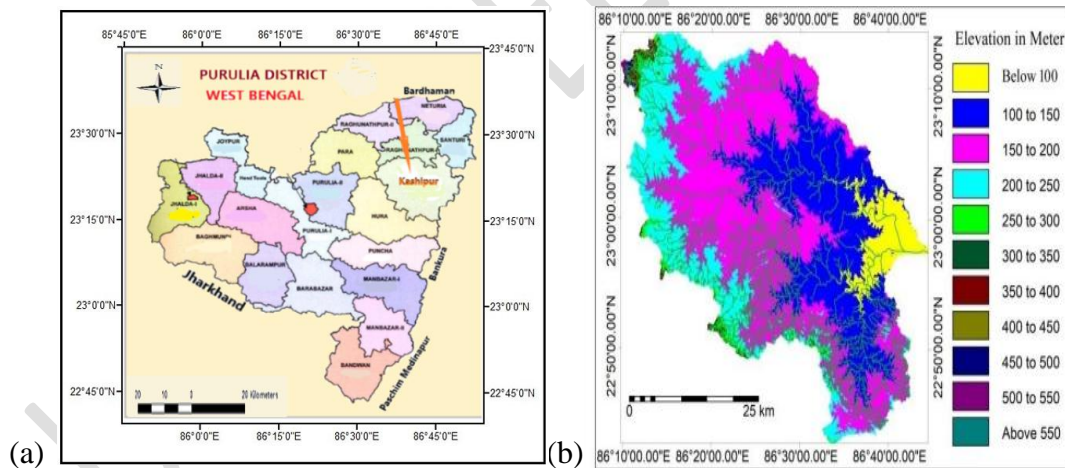 (a)
85°45'0"E 86°0'0"E 86°15'0"E 86°30'0"E 86°45'0"E
23°45'0"N
PURULIA DISTRICT
WEST BENGAL
Bardhaman
NETURIA
RAGHUNATHPUR-II
SANTURI
23°30'0"N
23°30'0"N
JOYPUR
PARA
Kashipur
JHALDA-II
PURULIA-II
JHALDA-I
ARSHA
HURA
23°15'0"N
23°15'0"N
PURULIA-I
PUNCHA
Bankura
BALARAMPUR
MANBAZAR-I
BARABAZAR
Jharkhand
23°0'0"N
23°0'0"N
MANBAZAR-II
BANDWAN
Paschim Medinapur
22°45'0"N
22°45'0"N
20 10 0 20 Kilometers
86°0'0"E 86°15'0"E 86°30'0"E 86°45'0"E
(b)
86°10'00.00"E 86°20'00.00"E 86°30'00.00"E 86°40'00.00"E
23°10'00.00"N
23°10'00.00"N
23°00'00.00"N
23°00'00.00"N
22°50'00.00"N
22°50'00.00"N
0 25 km
86°10'00.00"E 86°20'00.00"E 86°30'00.00"E 86°40'00.00"E
Elevation in Meter
Below 100
100 to 150
150 to 200
200 to 250
250 to 300
300 to 350
350 to 400
400 to 450
450 to 500
500 to 550
Above 550